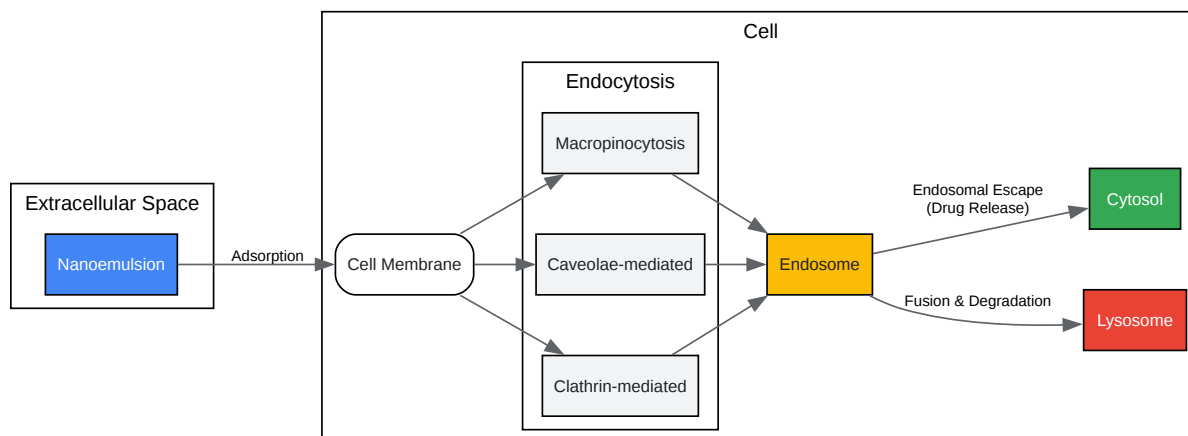 Cell
Endocytosis
Macropinocytosis
Extracellular Space
Nanoemulsion
Adsorption
Cell Membrane
Caveolae-mediated
Clathrin-mediated
Endosome
Endosomal Escape
(Drug Release)
Cytosol
Fusion & Degradation
Lysosome